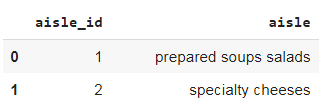 aisle_id aisle
0 1 prepared soups salads
1 2 specialty cheeses